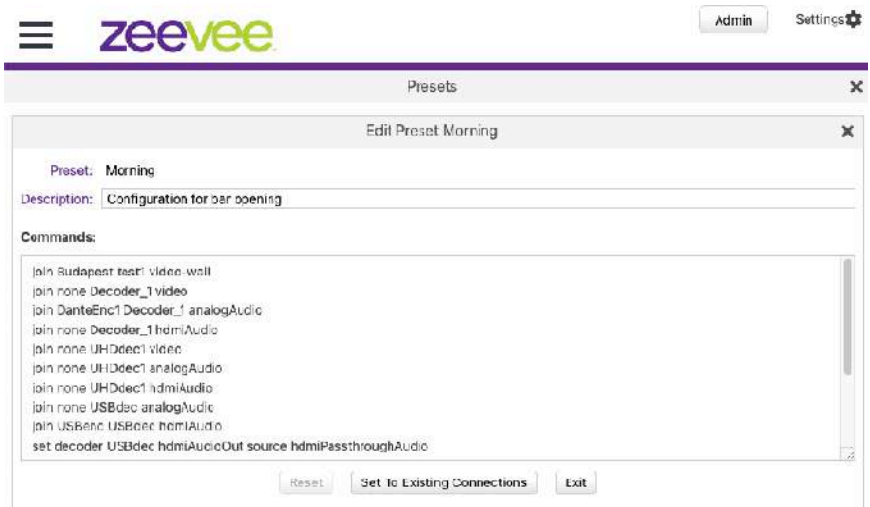 zeevee
Admin
Settings
Presets
Edit Preset Morning
Preset: Morning
Description: Configuration for bar opening
Commands:
join Budapest test1 video-wall
join none Decoder_1 video
join DanteEnc1 Decoder_1 analogAudio
join none Decoder_1 hdmiAudio
join none UHDdec1 video
join none UHDdec1 analogAudio
join none UHDdec1 hdmiAudio
join none USBdec analogAudio
join USBenc USBdec hdmiAudio
set decoder USBdec hdmiAudioOut source hdmiPassthroughAudio
Reset
Set To Existing Connections
Exit